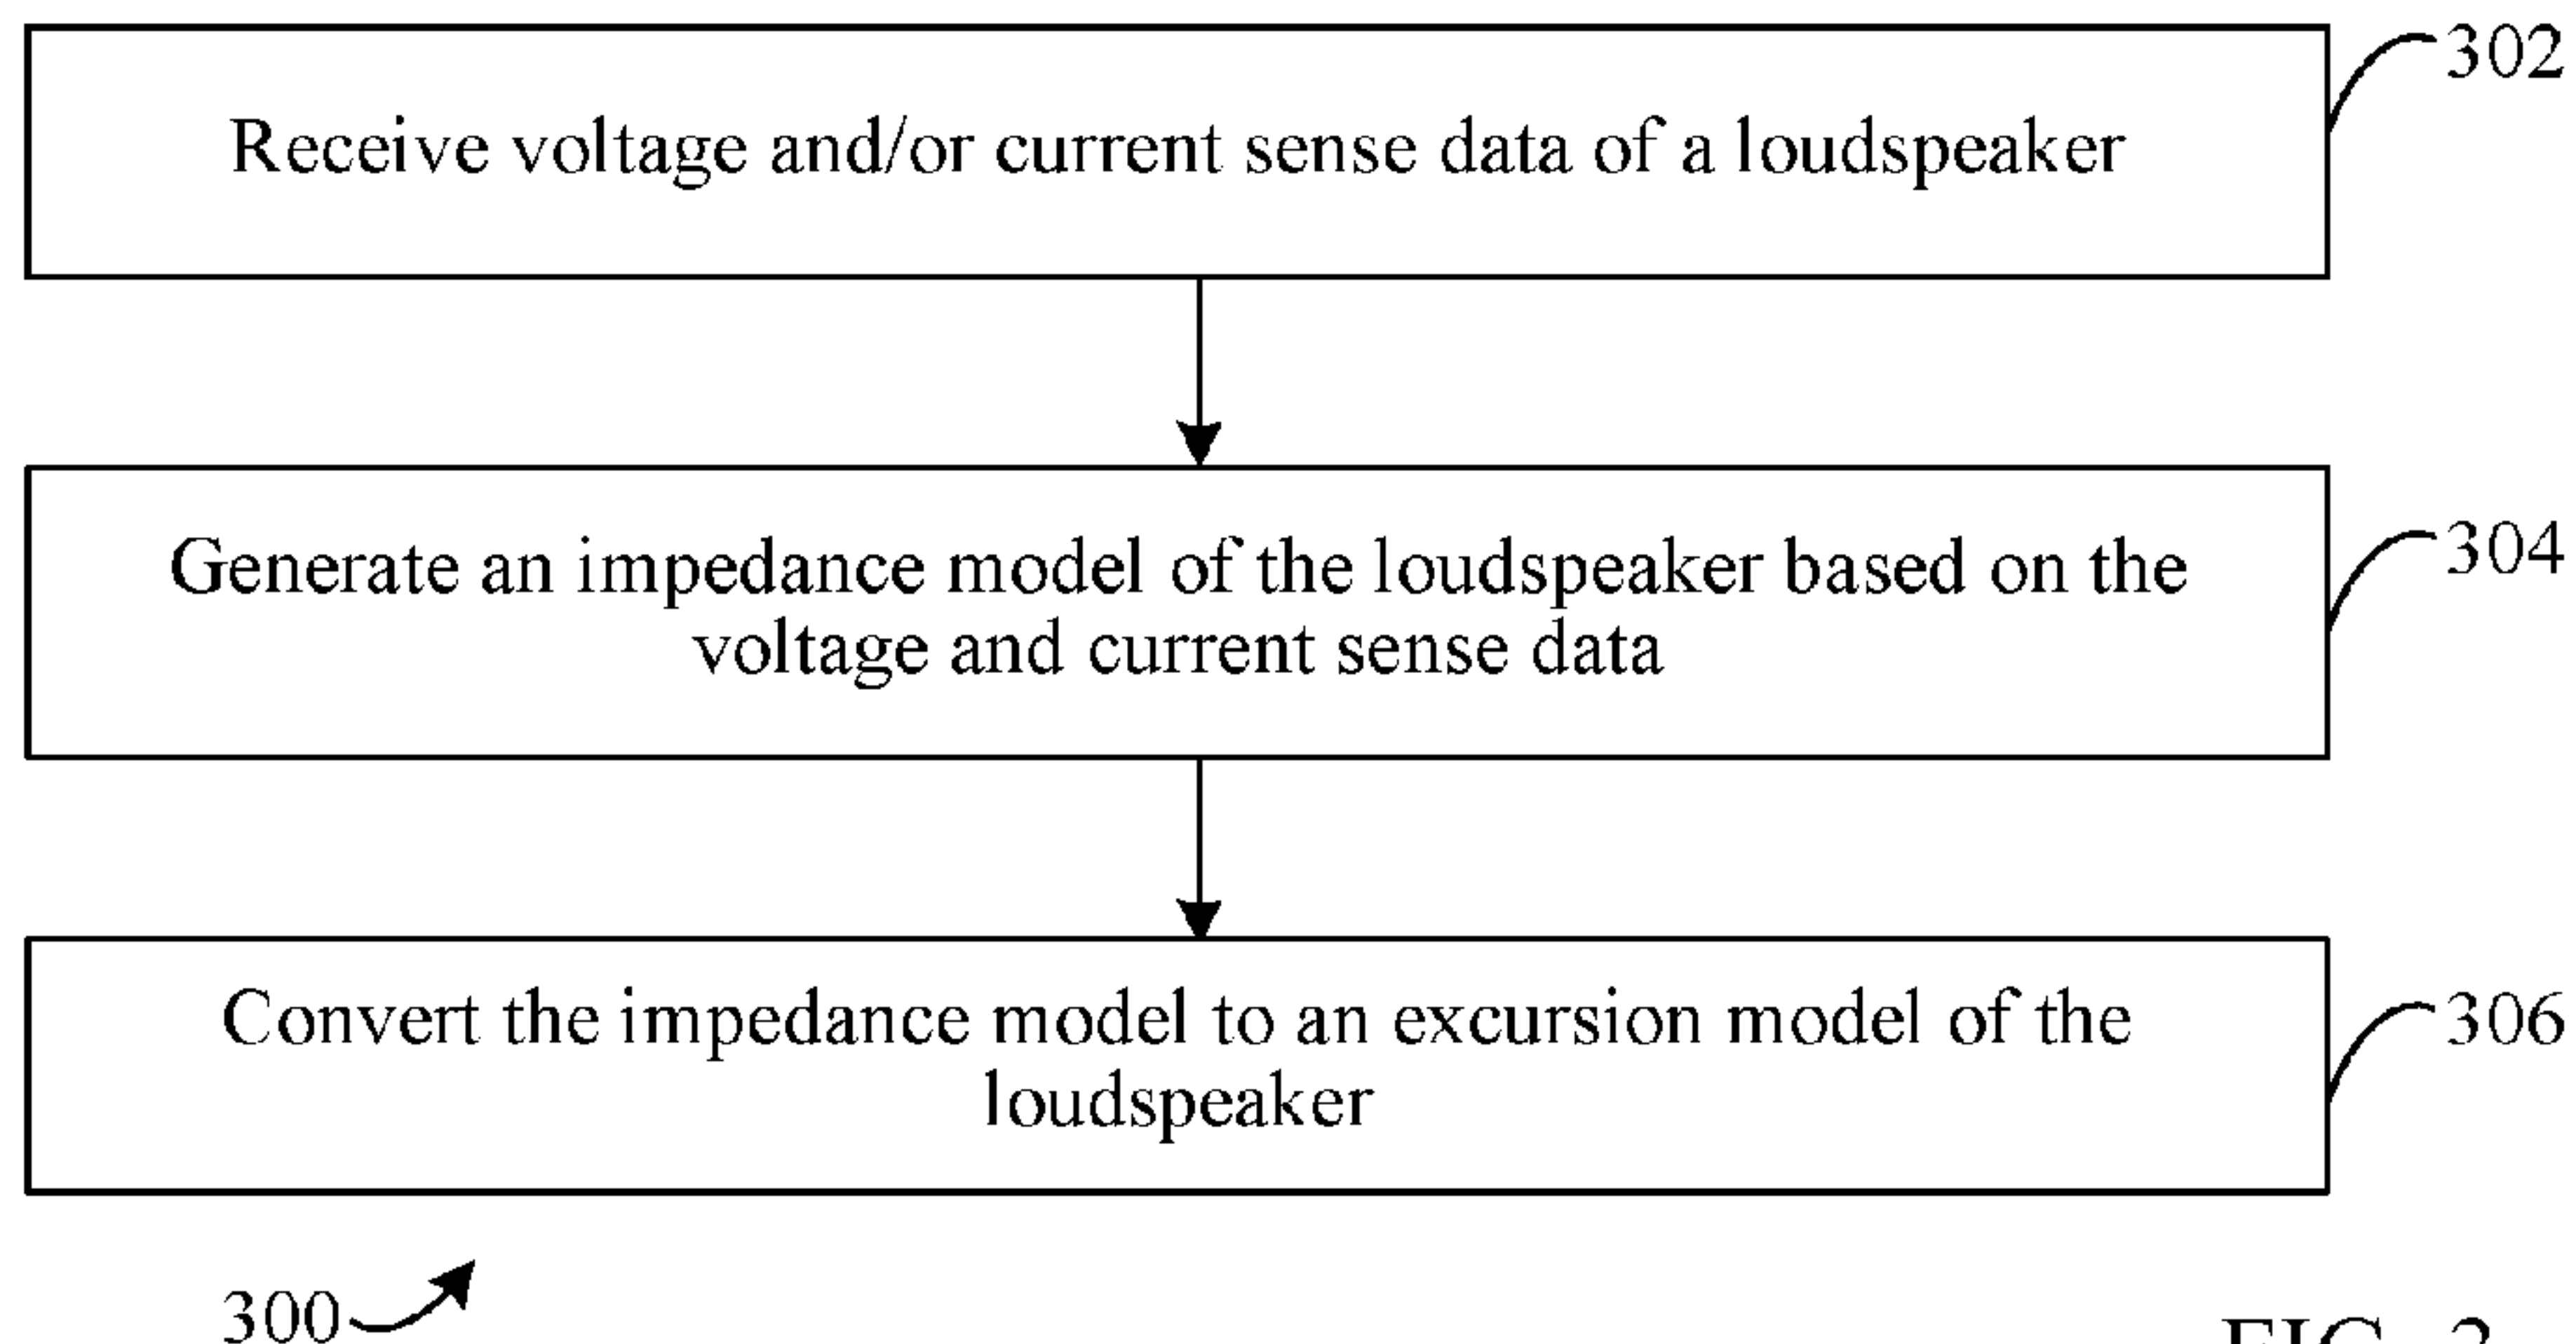 302
Receive voltage and/or current sense data of a loudspeaker
304
Generate an impedance model of the loudspeaker based on the
voltage and current sense data
306
Convert the impedance model to an excursion model of the
loudspeaker
300